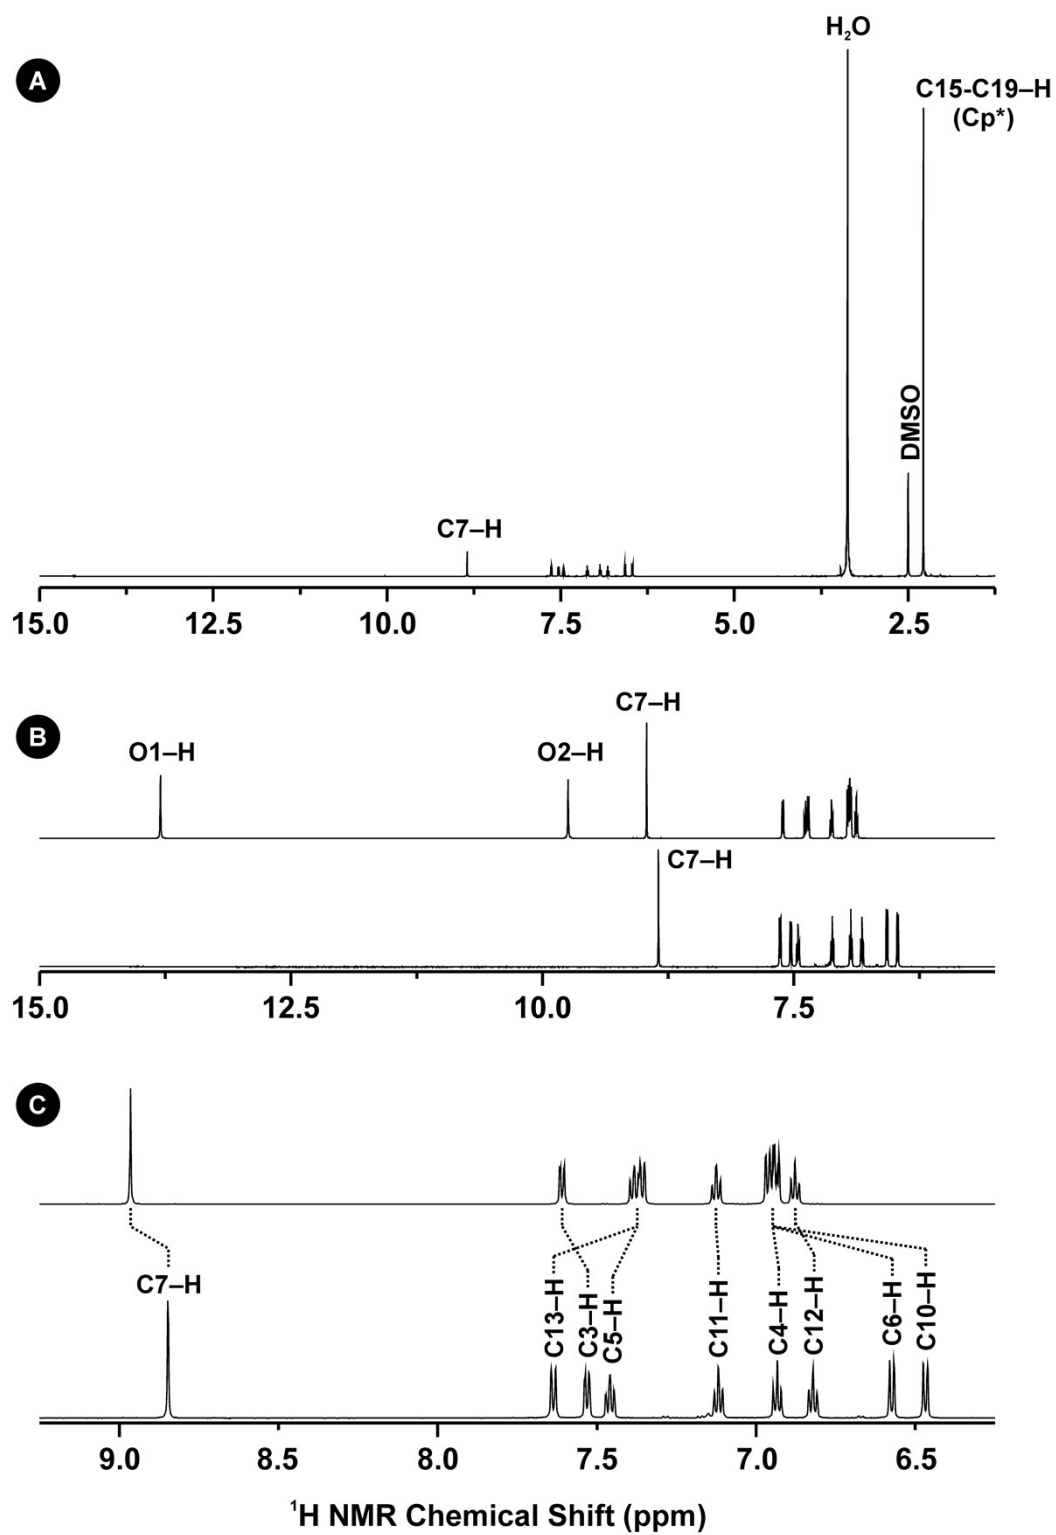 A
H₂O
C15-C19–H
(Cp*)
DMSO
C7–H
15.0 12.5 10.0 7.5 5.0 2.5
B
O1–H O2–H C7–H
C7–H
15.0 12.5 10.0 7.5
C
C7–H
C13–H
C3–H
C5–H
C11–H
C4–H
C12–H
C6–H
C10–H
9.0 8.5 8.0 7.5 7.0 6.5
¹H NMR Chemical Shift (ppm)